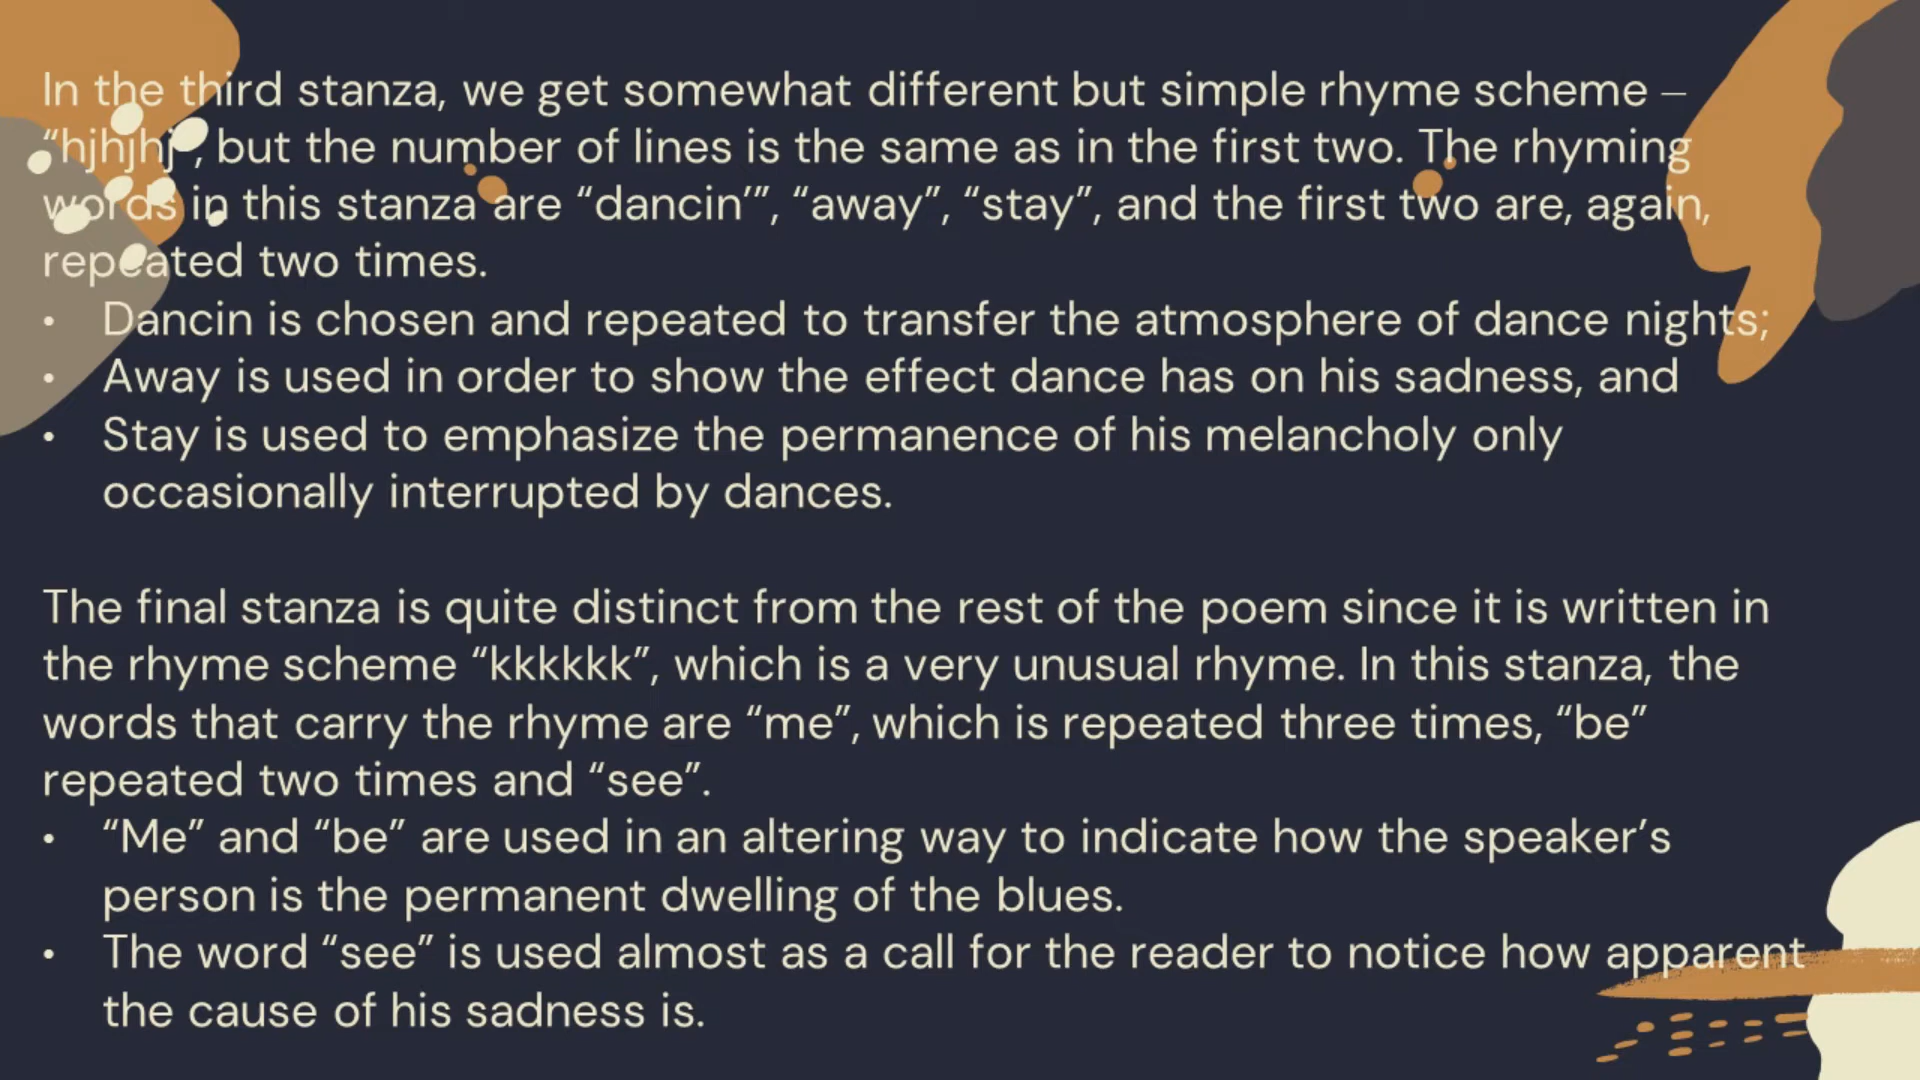 In the third stanza, we get somewhat different but simple rhyme scheme –
“hjhjhj”, but the number of lines is the same as in the first two. The rhyming
words in this stanza are “dancin’”, “away”, “stay”, and the first two are, again,
repeated two times.
• Dancin is chosen and repeated to transfer the atmosphere of dance nights;
• Away is used in order to show the effect dance has on his sadness, and
• Stay is used to emphasize the permanence of his melancholy only
occasionally interrupted by dances.
The final stanza is quite distinct from the rest of the poem since it is written in
the rhyme scheme “kkkkkk”, which is a very unusual rhyme. In this stanza, the
words that carry the rhyme are “me”, which is repeated three times, “be”
repeated two times and “see”.
• “Me” and “be” are used in an altering way to indicate how the speaker’s
person is the permanent dwelling of the blues.
• The word “see” is used almost as a call for the reader to notice how apparent
the cause of his sadness is.